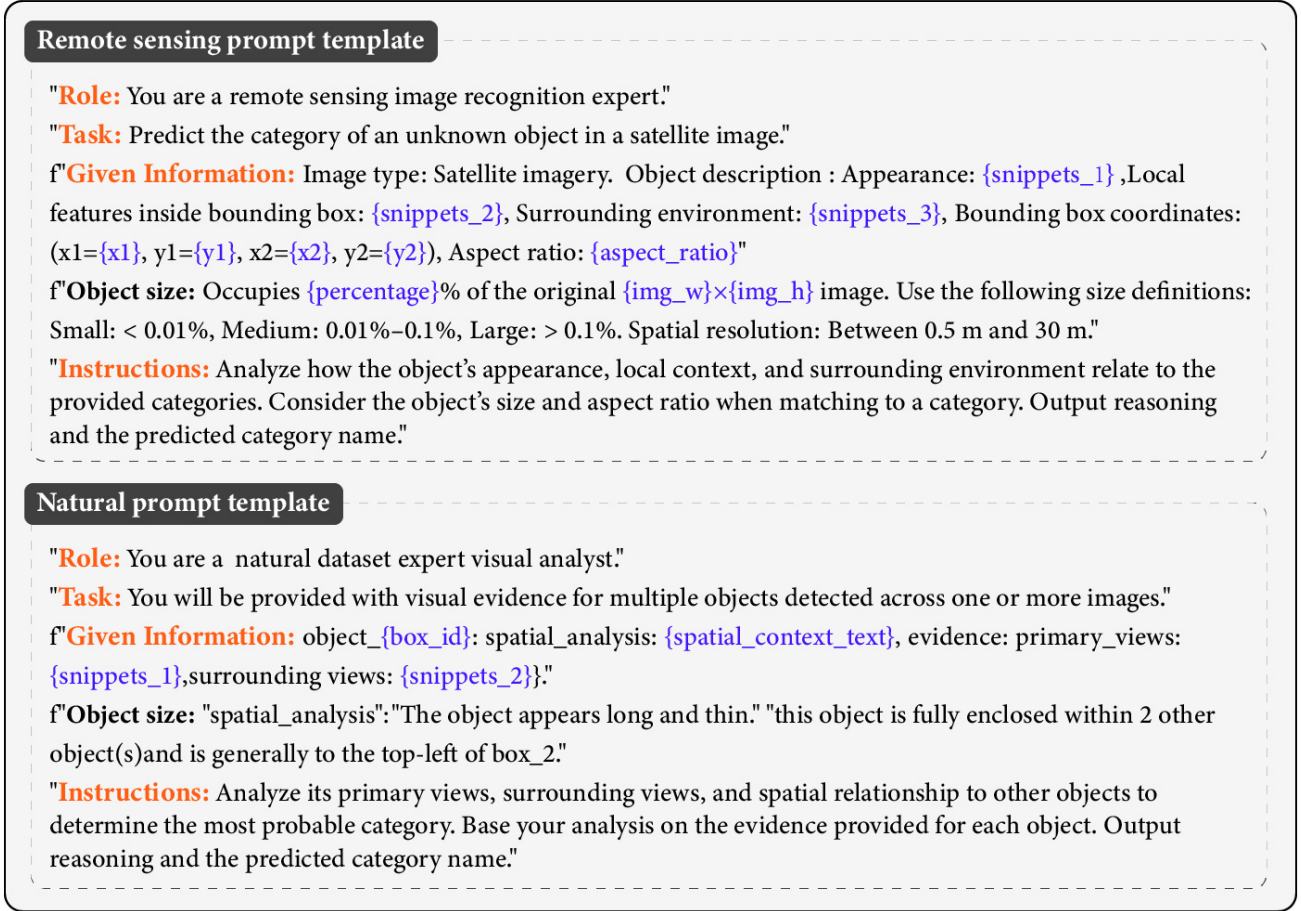 Remote sensing prompt template
"Role: You are a remote sensing image recognition expert."
"Task: Predict the category of an unknown object in a satellite image."
f"Given Information: Image type: Satellite imagery.  Object description : Appearance: {snippets_1} ,Local
features inside bounding box: {snippets_2}, Surrounding environment: {snippets_3}, Bounding box coordinates:
(x1={x1}, y1={y1}, x2={x2}, y2={y2}), Aspect ratio: {aspect_ratio}"
f"Object size: Occupies {percentage}% of the original {img_w}×{img_h} image. Use the following size definitions:
Small: < 0.01%, Medium: 0.01%–0.1%, Large: > 0.1%. Spatial resolution: Between 0.5 m and 30 m."
"Instructions: Analyze how the object’s appearance, local context, and surrounding environment relate to the
provided categories. Consider the object’s size and aspect ratio when matching to a category. Output reasoning
and the predicted category name."
Natural prompt template
"Role: You are a  natural dataset expert visual analyst."
"Task: You will be provided with visual evidence for multiple objects detected across one or more images."
f"Given Information: object_{box_id}: spatial_analysis: {spatial_context_text}, evidence: primary_views:
{snippets_1},surrounding views: {snippets_2}}."
f"Object size: "spatial_analysis":"The object appears long and thin." "this object is fully enclosed within 2 other
object(s)and is generally to the top-left of box_2."
"Instructions: Analyze its primary views, surrounding views, and spatial relationship to other objects to
determine the most probable category. Base your analysis on the evidence provided for each object. Output
reasoning and the predicted category name."